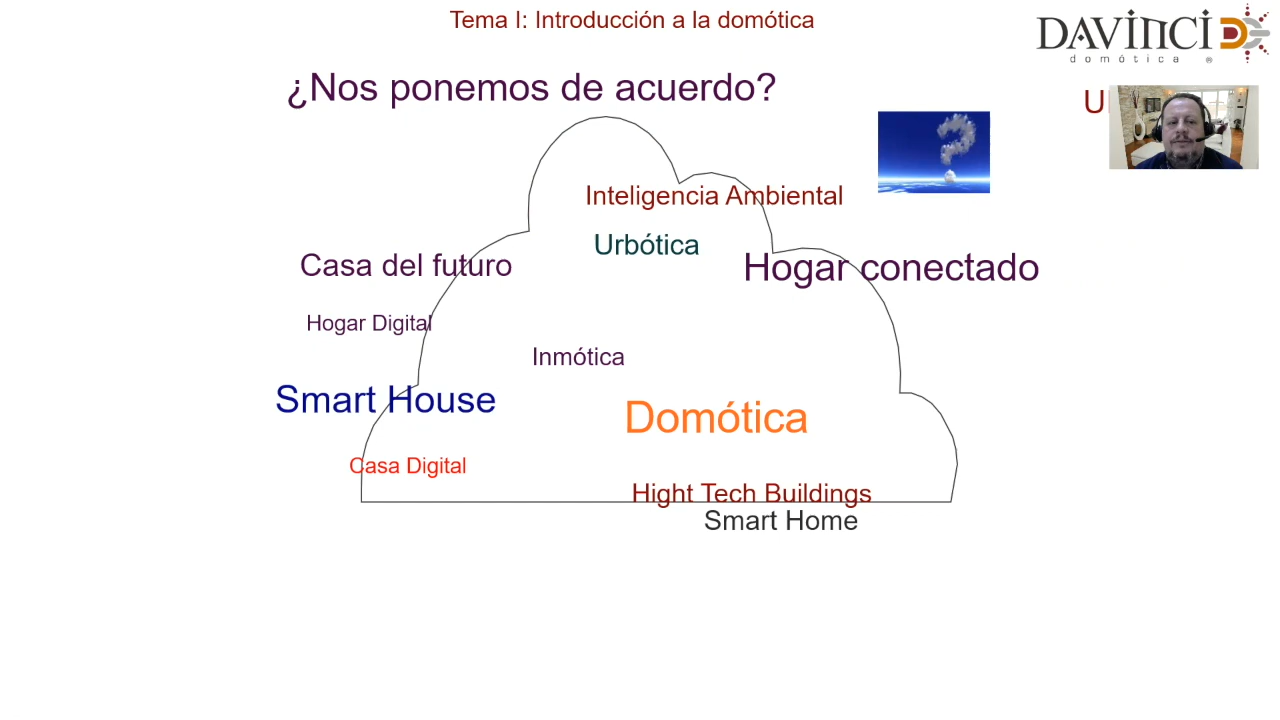 Tema I: Introducción a la domótica
DAVINCI
domótica ®
¿Nos ponemos de acuerdo?
Inteligencia Ambiental
Urbótica
Casa del futuro
Hogar conectado
Hogar Digital
Inmótica
Smart House
Domótica
Casa Digital
Hight Tech Buildings
Smart Home